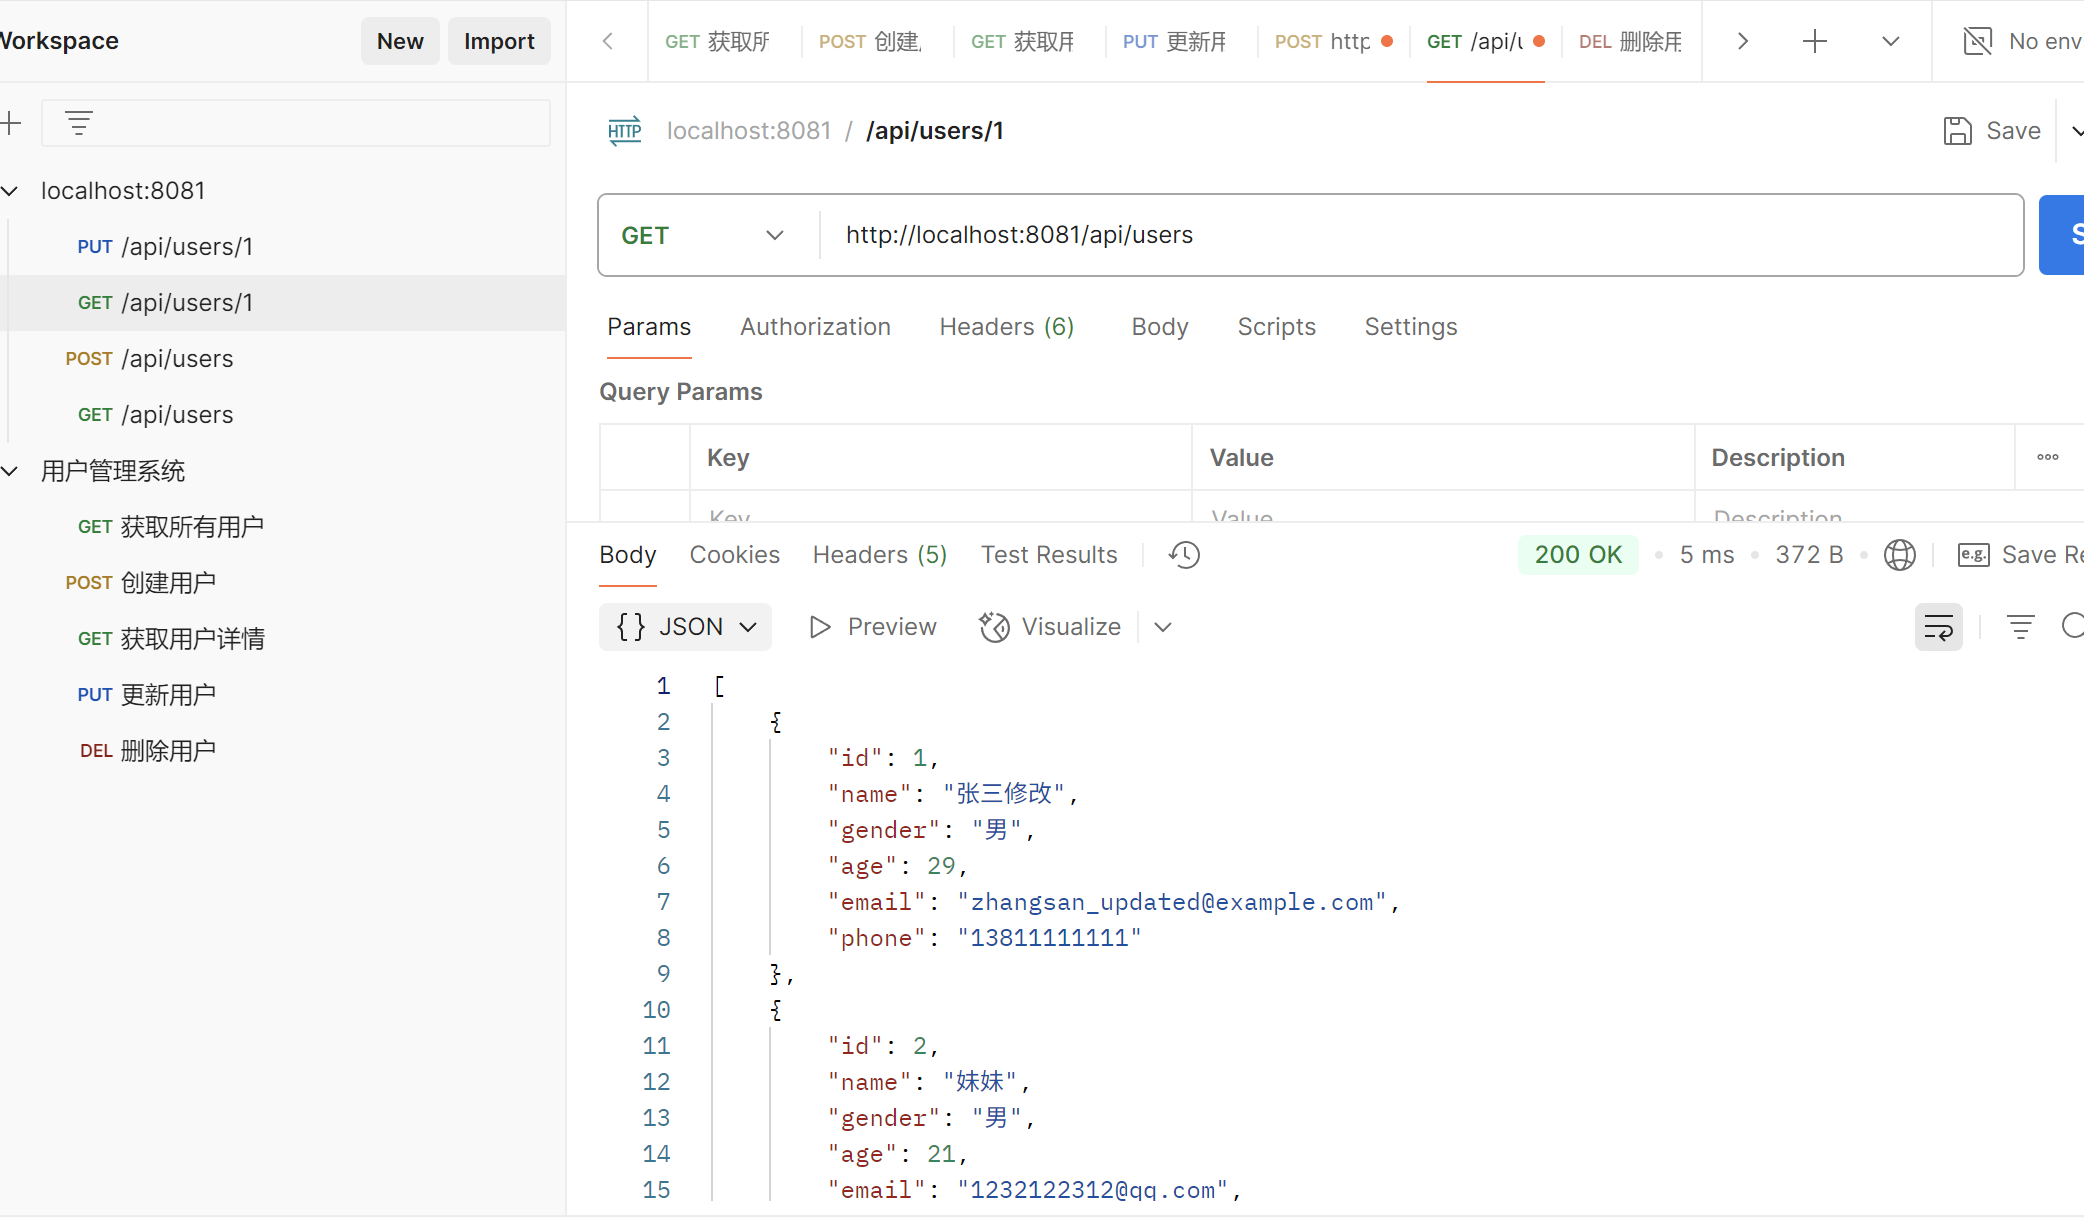 Workspace
New
Import
localhost:8081
PUT /api/users/1
GET /api/users/1
POST /api/users
GET /api/users
用户管理系统
GET 获取所有用户
POST 创建用户
GET 获取用户详情
PUT 更新用户
DEL 删除用户
GET 获取所
POST 创建
GET 获取用
PUT 更新用
POST http
GET /api/u
DEL 删除用
No env
localhost:8081 / /api/users/1
Save
GET
http://localhost:8081/api/users
S
Params Authorization Headers (6) Body Scripts Settings
Query Params
Key Value Description
Key Value Description
Body Cookies Headers (5) Test Results
200 OK 5 ms 372 B
e.g. Save Re
{} JSON Preview Visualize
1 [
2 {
3 "id": 1,
4 "name": "张三修改",
5 "gender": "男",
6 "age": 29,
7 "email": "zhangsan_updated@example.com",
8 "phone": "13811111111"
9 },
10 {
11 "id": 2,
12 "name": "妹妹",
13 "gender": "男",
14 "age": 21,
15 "email": "1232122312@qq.com",